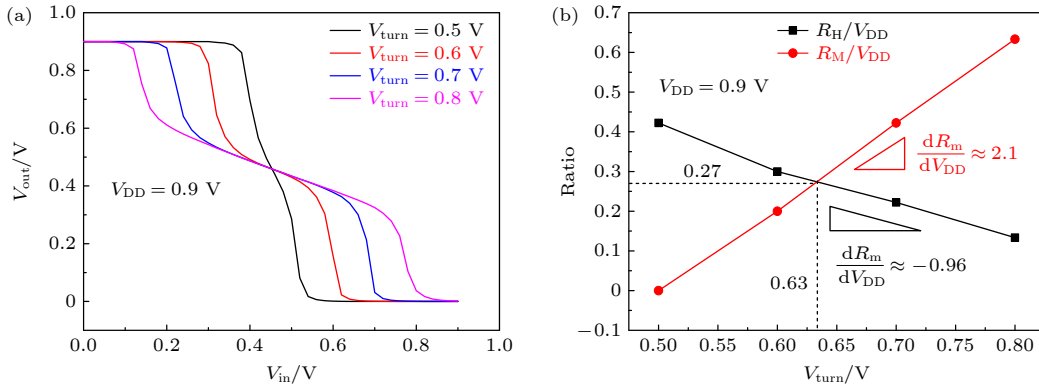 (a)
V_turn = 0.5 V
V_turn = 0.6 V
V_turn = 0.7 V
V_turn = 0.8 V
V_DD = 0.9 V
V_out/V
1.0
0.8
0.6
0.4
0.2
0
0.0 0.2 0.4 0.6 0.8 1.0
V_in/V
(b)
R_H/V_DD
R_M/V_DD
V_DD = 0.9 V
dR_m
dV_DD
≈ 2.1
0.27
dR_m
dV_DD
≈ −0.96
0.63
Ratio
0.7
0.6
0.5
0.4
0.3
0.2
0.1
0
−0.1
0.50 0.55 0.60 0.65 0.70 0.75 0.80
V_turn/V